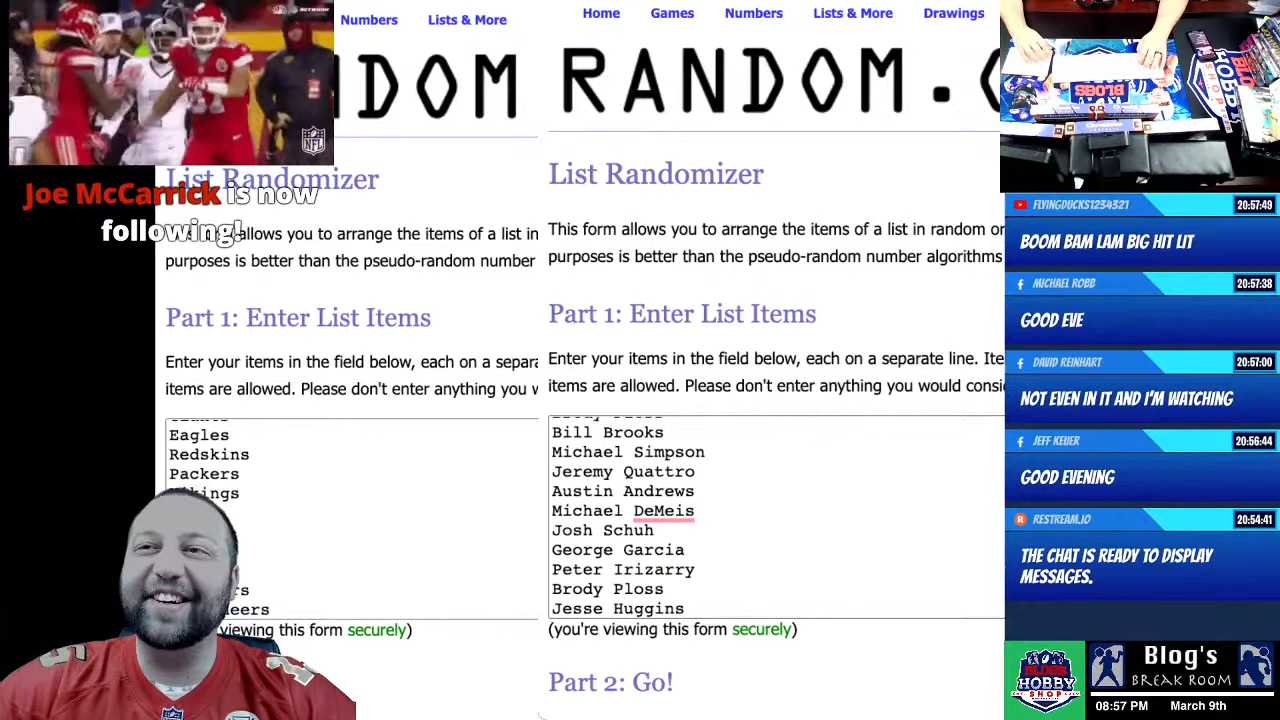 NFL
Joe McCarrick is now
following!
Numbers
Lists & More
DOM
List Randomizer
allows you to arrange the items of a list in
purposes is better than the pseudo-random number
Part 1: Enter List Items
Enter your items in the field below, each on a separa
items are allowed. Please don't enter anything you w
Eagles
Redskins
Packers
viewing this form securely)
Home
Games
Numbers
Lists & More
Drawings
RANDOM.
List Randomizer
This form allows you to arrange the items of a list in random or
purposes is better than the pseudo-random number algorithms
Part 1: Enter List Items
Enter your items in the field below, each on a separate line. Ite
items are allowed. Please don't enter anything you would consi
Bill Brooks
Michael Simpson
Jeremy Quattro
Austin Andrews
Michael DeMeis
Josh Schuh
George Garcia
Peter Irizarry
Brody Ploss
Jesse Huggins
(you're viewing this form securely)
Part 2: Go!
FLYINGDUCKS1234321
20:57:49
BOOM BAM LAM BIG HIT LIT
MICHAEL ROBB
20:57:38
GOOD EVE
DAVID REINHART
20:57:00
NOT EVEN IN IT AND I'M WATCHING
JEFF KEUER
20:56:44
GOOD EVENING
RESTREAM.IO
20:54:41
THE CHAT IS READY TO DISPLAY
MESSAGES.
BLOG'S
HOBBY
SHOP
Blog's
BREAK ROOM
08:57 PM
March 9th